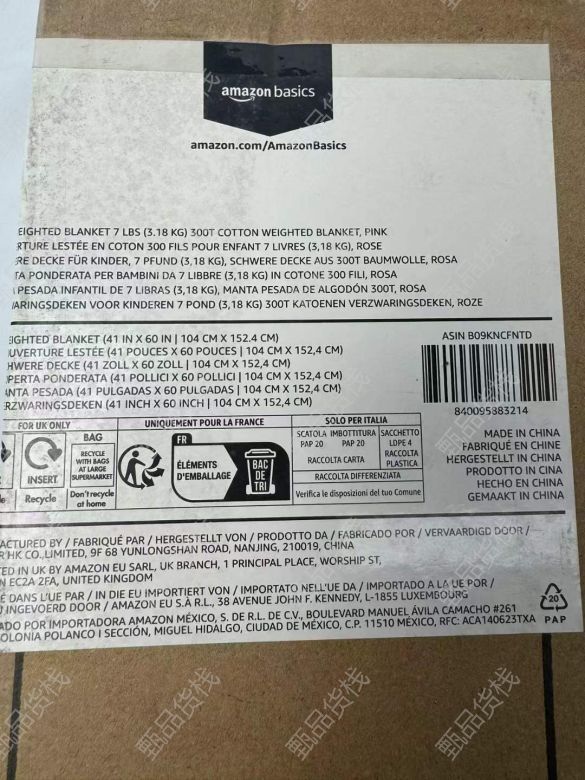 amazon basics
amazon.com/AmazonBasics
EIGHTED BLANKET 7 LBS (3.18 KG) 300T COTTON WEIGHTED BLANKET, PINK
RTURE LESTÉE EN COTON 300 FILS POUR ENFANT 7 LIVRES (3,18 KG), ROSE
RE DECKE FÜR KINDER, 7 PFUND (3,18 KG), SCHWERE DECKE AUS 300T BAUMWOLLE, ROSA
TA PONDERATA PER BAMBINI DA 7 LIBBRE (3,18 KG) IN COTONE 300 FILI, ROSA
PESADA INFANTIL DE 7 LIBRAS (3,18 KG), MANTA PESADA DE ALGODÓN 300T, ROSA
ARINGSDEKEN VOOR KINDEREN 7 POND (3,18 KG) 300T KATOENEN VERZWARINGSDEKEN, ROZE
IGHTED BLANKET (41 IN X 60 IN | 104 CM X 152.4 CM)
UVERTURE LESTÉE (41 POUCES X 60 POUCES | 104 CM X 152,4 CM)
HWERE DECKE (41 ZOLL X 60 ZOLL | 104 CM X 152,4 CM)
PERTA PONDERATA (41 POLLICI X 60 POLLICI | 104 CM X 152,4 CM)
NTA PESADA (41 PULGADAS X 60 PULGADAS | 104 CM X 152,4 CM)
RZWARINGSDEKEN (41 INCH X 60 INCH | 104 CM X 152,4 CM)
ASIN B09KNCFNTD
840095383214
FOR UK ONLY
INSERT
Recycle
BAG
RECYCLE
WITH BAGS
AT LARGE
SUPERMARKET
Don't recycle
at home
UNIQUEMENT POUR LA FRANCE
FR
ÉLÉMENTS
D'EMBALLAGE
BAC
DE
TRI
SOLO PER ITALIA
SCATOLA IMBOTTITURA SACCHETTO
PAP 20 PAP 20 LDPE 4
RACCOLTA CARTA
RACCOLTA
PLASTICA
RACCOLTA DIFFERENZIATA
Verifica le disposizioni del tuo Comune
MADE IN CHINA
FABRIQUÉ EN CHINE
HERGESTELLT IN CHINA
PRODOTTO IN CINA
HECHO EN CHINA
GEMAAKT IN CHINA
FACTURED BY / FABRIQUÉ PAR / HERGESTELLT VON / PRODOTTO DA / FABRICADO POR / VERVAARDIGD DOOR /
R HK CO.,LIMITED, 9F 68 YUNLONGSHAN ROAD, NANJING, 210019, CHINA
TED IN UK BY AMAZON EU SARL, UK BRANCH, 1 PRINCIPAL PLACE, WORSHIP ST,
N EC2A 2FA, UNITED KINGDOM
É DANS L'UE PAR / IN DIE EU IMPORTIERT VON / IMPORTATO NELL'UE DA / IMPORTADO A LA UE POR /
U INGEVOERD DOOR / AMAZON EU S.À R.L., 38 AVENUE JOHN F. KENNEDY, L-1855 LUXEMBOURG
ADO POR IMPORTADORA AMAZON MÉXICO, S. DE R.L. DE C.V., BOULEVARD MANUEL ÁVILA CAMACHO #261
OLONIA POLANCO I SECCIÓN, MIGUEL HIDALGO, CIUDAD DE MÉXICO, C.P. 11510 MÉXICO, RFC: ACA140623TXA
20
PAP
甄品货栈